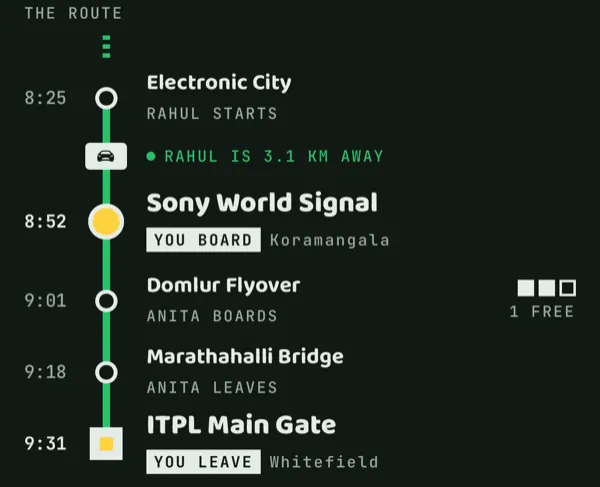 THE ROUTE
8:25 Electronic City
RAHUL STARTS
RAHUL IS 3.1 KM AWAY
8:52 Sony World Signal
YOU BOARD Koramangala
9:01 Domlur Flyover
ANITA BOARDS
1 FREE
9:18 Marathahalli Bridge
ANITA LEAVES
9:31 ITPL Main Gate
YOU LEAVE Whitefield